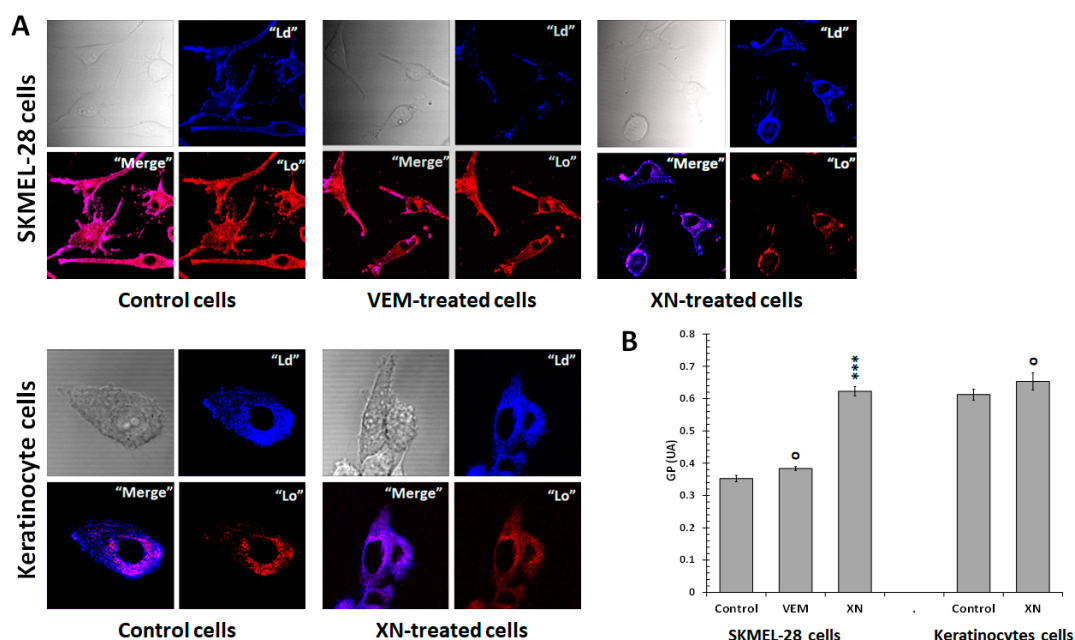 A
SKMEL-28 cells
“Ld”
“Merge”
“Lo”
Control cells
“Ld”
“Merge”
“Lo”
VEM-treated cells
“Ld”
“Merge”
“Lo”
XN-treated cells
Keratinocyte cells
“Ld”
“Merge”
“Lo”
Control cells
“Ld”
“Merge”
“Lo”
XN-treated cells
B
GP (UA)
0.8
0.7
0.6
0.5
0.4
0.3
0.2
0.1
0
o
***
o
Control VEM XN . Control XN
SKMEL-28 cells Keratinocytes cells